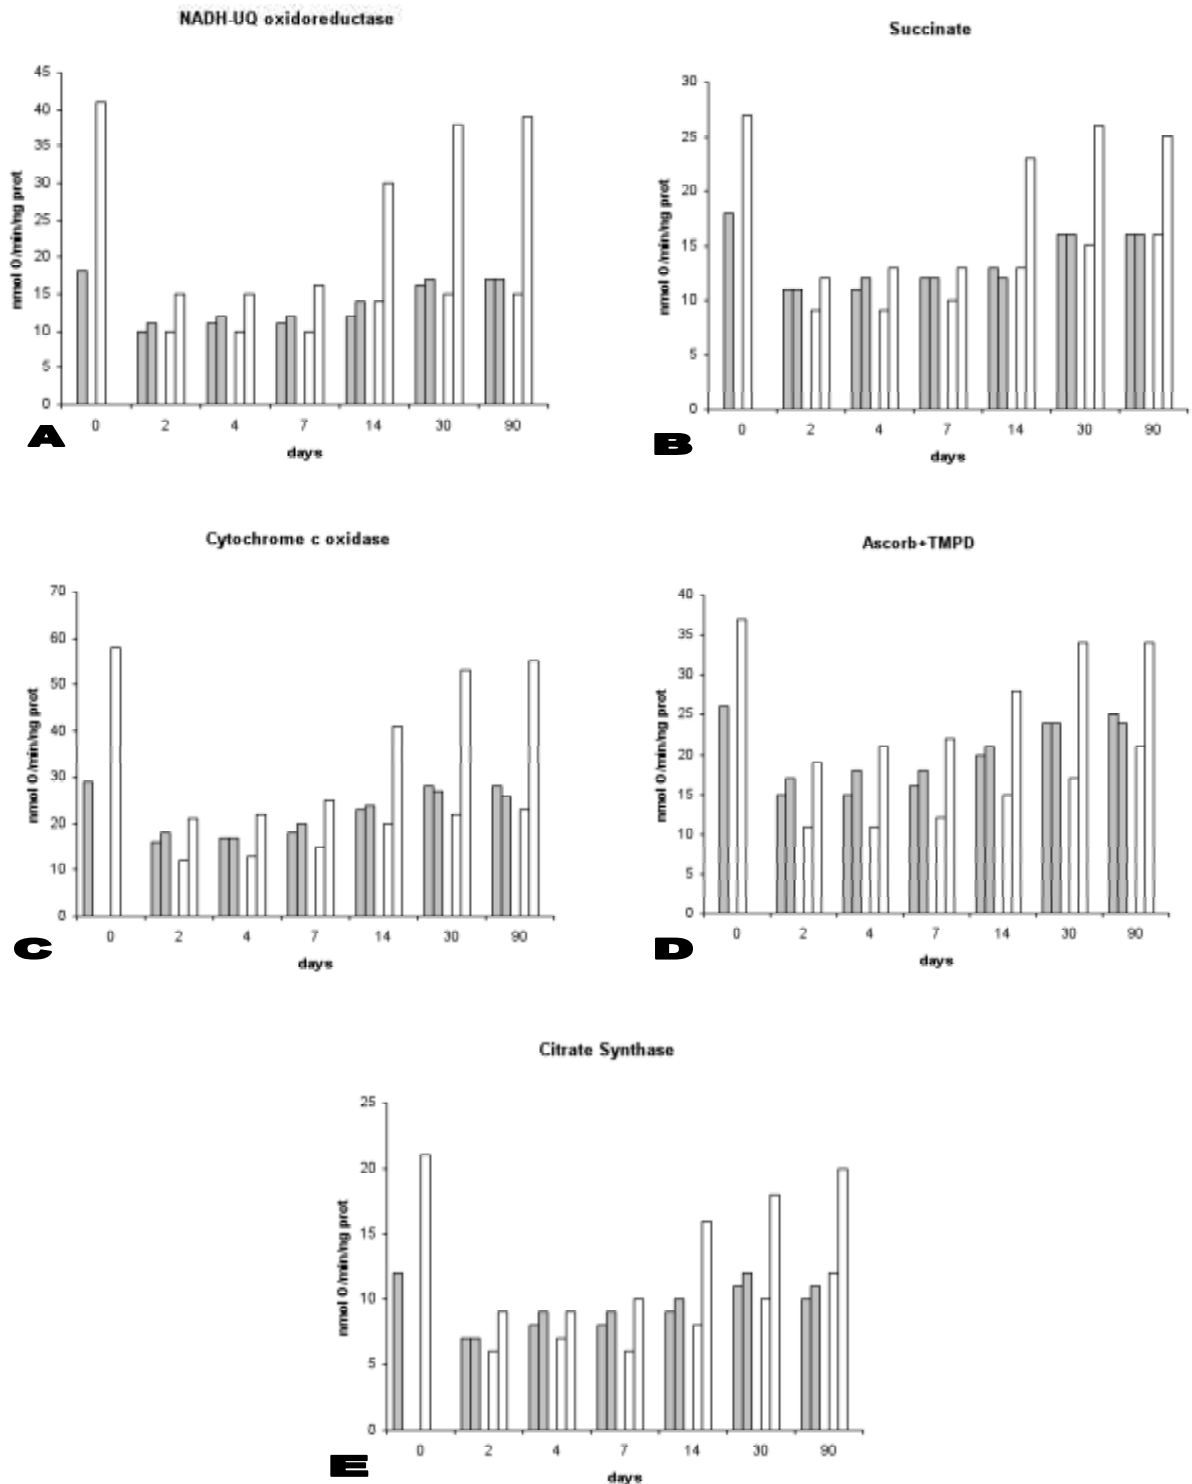 NADH-UQ oxidoreductase
nmol O/min/ng prot
45
40
35
30
25
20
15
10
5
0
0 2 4 7 14 30 90
days
A
Succinate
nmol O/min/ng prot
30
25
20
15
10
5
0
0 2 4 7 14 30 90
days
B
Cytochrome c oxidase
nmol O/min/ng prot
70
60
50
40
30
20
10
0
0 2 4 7 14 30 90
days
C
Ascorb+TMPD
nmol O/min/ng prot
40
35
30
25
20
15
10
5
0
0 2 4 7 14 30 90
days
D
Citrate Synthase
nmol O/min/ng prot
25
20
15
10
5
0
0 2 4 7 14 30 90
days
E